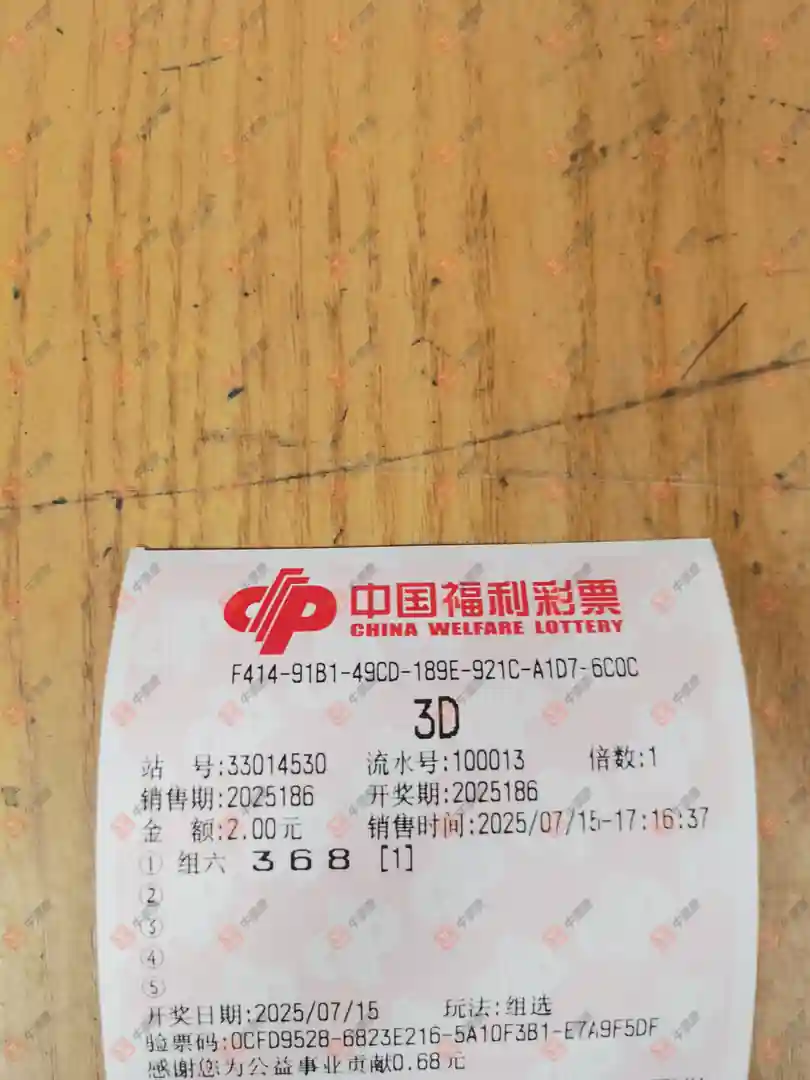 中国福利彩票
CHINA WELFARE LOTTERY
F414-91B1-49CD-189E-921C-A1D7-6C0C
3D
站 号:33014530 流水号:100013 倍数:1
销售期:2025186 开奖期:2025186
金 额:2.00元 销售时间:2025/07/15-17:16:37
① 组六 3 6 8 [1]
②
③
④
⑤
开奖日期:2025/07/15 玩法:组选
验票码:0CFD9528-6823E216-5A10F3B1-E7A9F5DF
感谢您为公益事业贡献0.68元